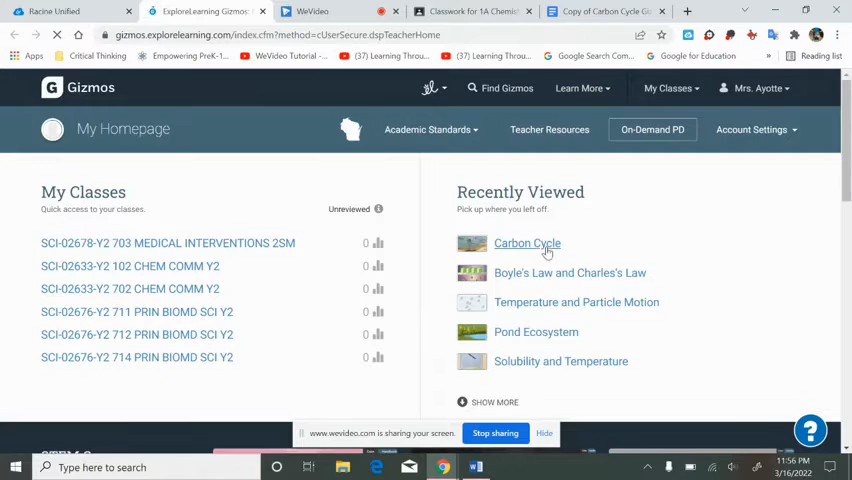 Racine Unified
ExploreLearning Gizmos
WeVideo
Classwork for 1A Chemist
Copy of Carbon Cycle Gi
gizmos.explorelearning.com/index.cfm?method=cUserSecure.dspTeacherHome
Apps
Critical Thinking
Empowering PreK-1...
WeVideo Tutorial -...
(37) Learning Throu...
(37) Learning Throu...
Google Search Com...
Google for Education
Reading list
Gizmos
Find Gizmos
Learn More
My Classes
Mrs. Ayotte
My Homepage
Academic Standards
Teacher Resources
On-Demand PD
Account Settings
My Classes
Quick access to your classes.
Unreviewed
SCI-02678-Y2 703 MEDICAL INTERVENTIONS 2SM
0
SCI-02633-Y2 102 CHEM COMM Y2
0
SCI-02633-Y2 702 CHEM COMM Y2
0
SCI-02676-Y2 711 PRIN BIOMD SCI Y2
0
SCI-02676-Y2 712 PRIN BIOMD SCI Y2
0
SCI-02676-Y2 714 PRIN BIOMD SCI Y2
0
Recently Viewed
Pick up where you left off.
Carbon Cycle
Boyle's Law and Charles's Law
Temperature and Particle Motion
Pond Ecosystem
Solubility and Temperature
SHOW MORE
www.wevideo.com is sharing your screen.
Stop sharing
Hide
?
Type here to search
11:56 PM
3/16/2022